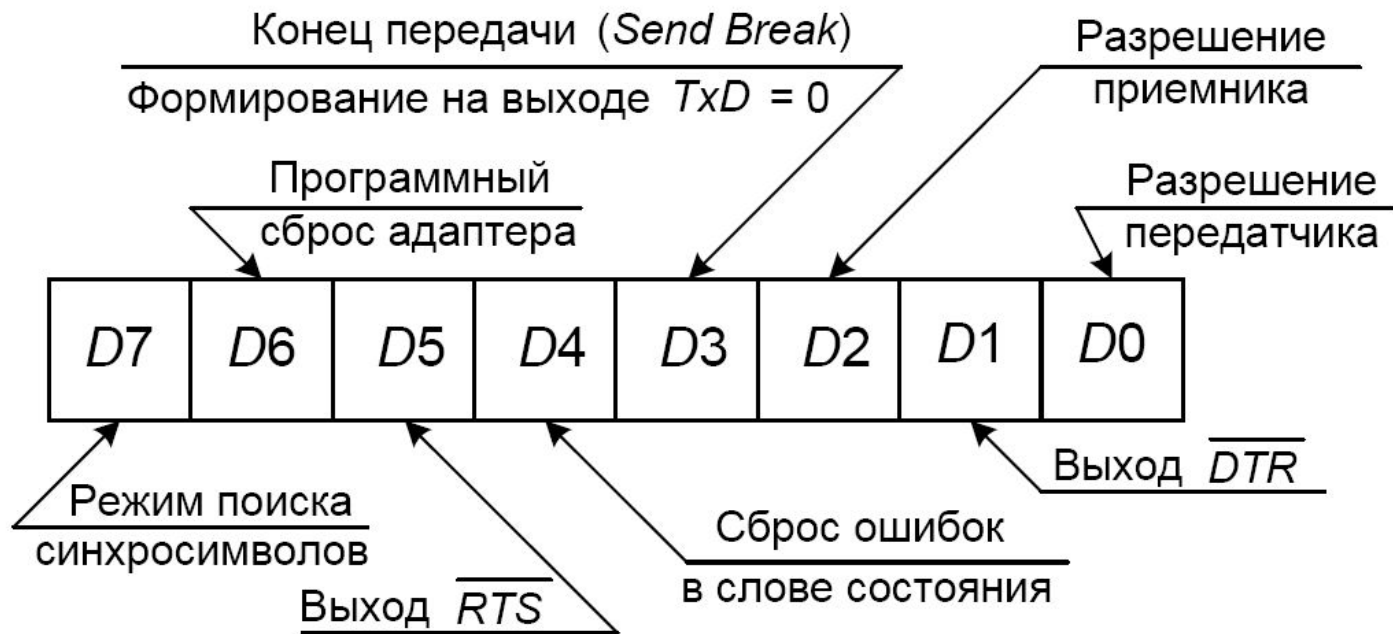 Конец передачи (Send Break)
Формирование на выходе TxD = 0
Разрешение
приемника
Программный
сброс адаптера
Разрешение
передатчика
D7 D6 D5 D4 D3 D2 D1 D0
Режим поиска
синхросимволов
Выход RTS
Сброс ошибок
в слове состояния
Выход DTR